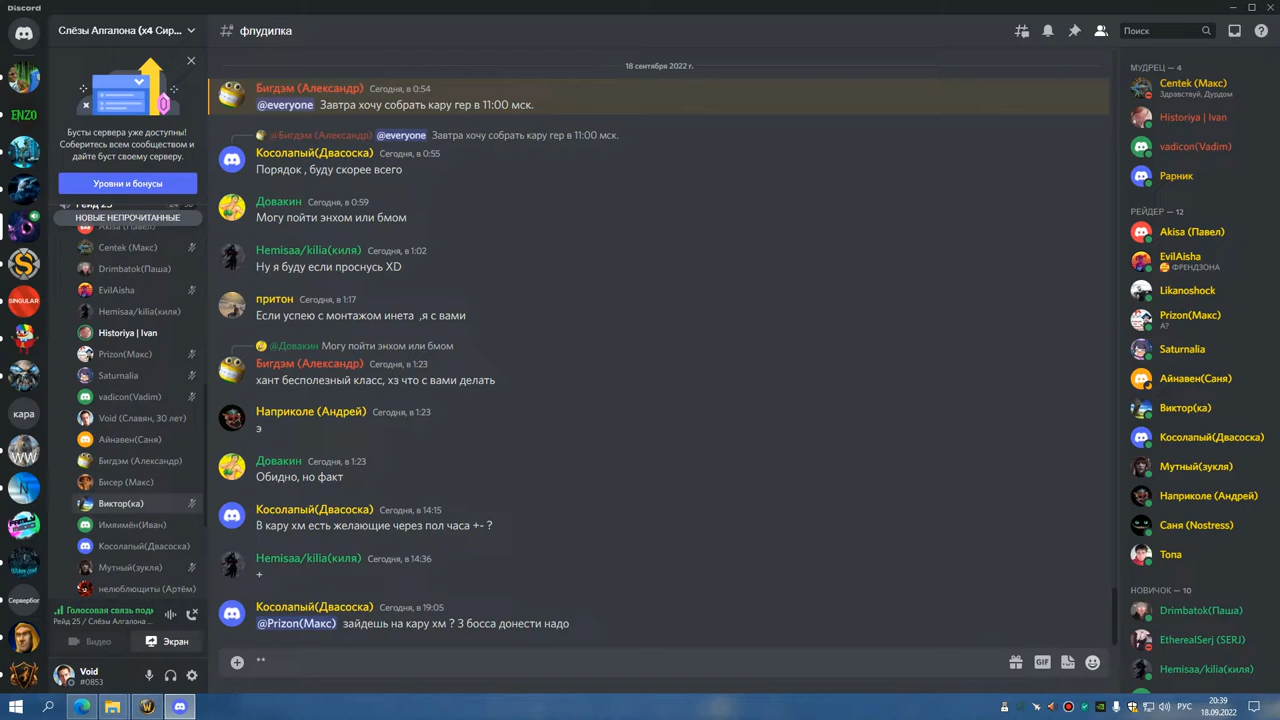 Discord
Слёзы Алгалона (x4 Сир...
флудилка
Поиск
ENZO
SINGULAR
кара
WW
Сервербог
Бусты сервера уже доступны!
Соберитесь всем сообществом и
дайте буст своему серверу.
Уровни и бонусы
НОВЫЕ НЕПРОЧИТАННЫЕ
Akisa (Павел)
Centek (Макс)
Drimbatok(Паша)
EvilAisha
Hemisaa/kilia(киля)
Historiya | Ivan
Prizon(Макс)
Saturnalia
vadicon(Vadim)
Void (Славян, 30 лет)
Айнавен(Саня)
Бигдэм (Александр)
Бисер (Макс)
Виктор(ка)
Имяимён(Иван)
Косолапый(Двасоска)
Мутный(зукля)
нелюблющиты (Артём)
Голосовая связь подк
Рейд 25 / Слёзы Алгалона ...
Видео
Экран
Void
#0853
18 сентября 2022 г.
Бигдэм (Александр) Сегодня, в 0:54
@everyone Завтра хочу собрать кару гер в 11:00 мск.
@Бигдэм (Александр) @everyone Завтра хочу собрать кару гер в 11:00 мск.
Косолапый(Двасоска) Сегодня, в 0:55
Порядок , буду скорее всего
Довакин Сегодня, в 0:59
Могу пойти энхом или бмом
Hemisaa/kilia(киля) Сегодня, в 1:02
Ну я буду если проснусь XD
притон Сегодня, в 1:17
Если успею с монтажом инета ,я с вами
@Довакин Могу пойти энхом или бмом
Бигдэм (Александр) Сегодня, в 1:23
хант бесполезный класс, хз что с вами делать
Наприколе (Андрей) Сегодня, в 1:23
э
Довакин Сегодня, в 1:23
Обидно, но факт
Косолапый(Двасоска) Сегодня, в 14:15
В кару хм есть желающие через пол часа +- ?
Hemisaa/kilia(киля) Сегодня, в 14:36
+
Косолапый(Двасоска) Сегодня, в 19:05
@Prizon(Макс) зайдешь на кару хм ? 3 босса донести надо
**
GIF
МУДРЕЦ — 4
Centek (Макс)
Здравствуй, Дурдом
Historiya | Ivan
vadicon(Vadim)
Рарник
РЕЙДЕР — 12
Akisa (Павел)
EvilAisha
ФРЕНДЗОНА
Likanoshock
Prizon(Макс)
А?
Saturnalia
Айнавен(Саня)
Виктор(ка)
Косолапый(Двасоска)
Мутный(зукля)
Наприколе (Андрей)
Саня (Nostress)
Топа
НОВИЧОК — 10
Drimbatok(Паша)
EtherealSerj (SERJ)
Hemisaa/kilia(киля)
РУС
20:39
18.09.2022